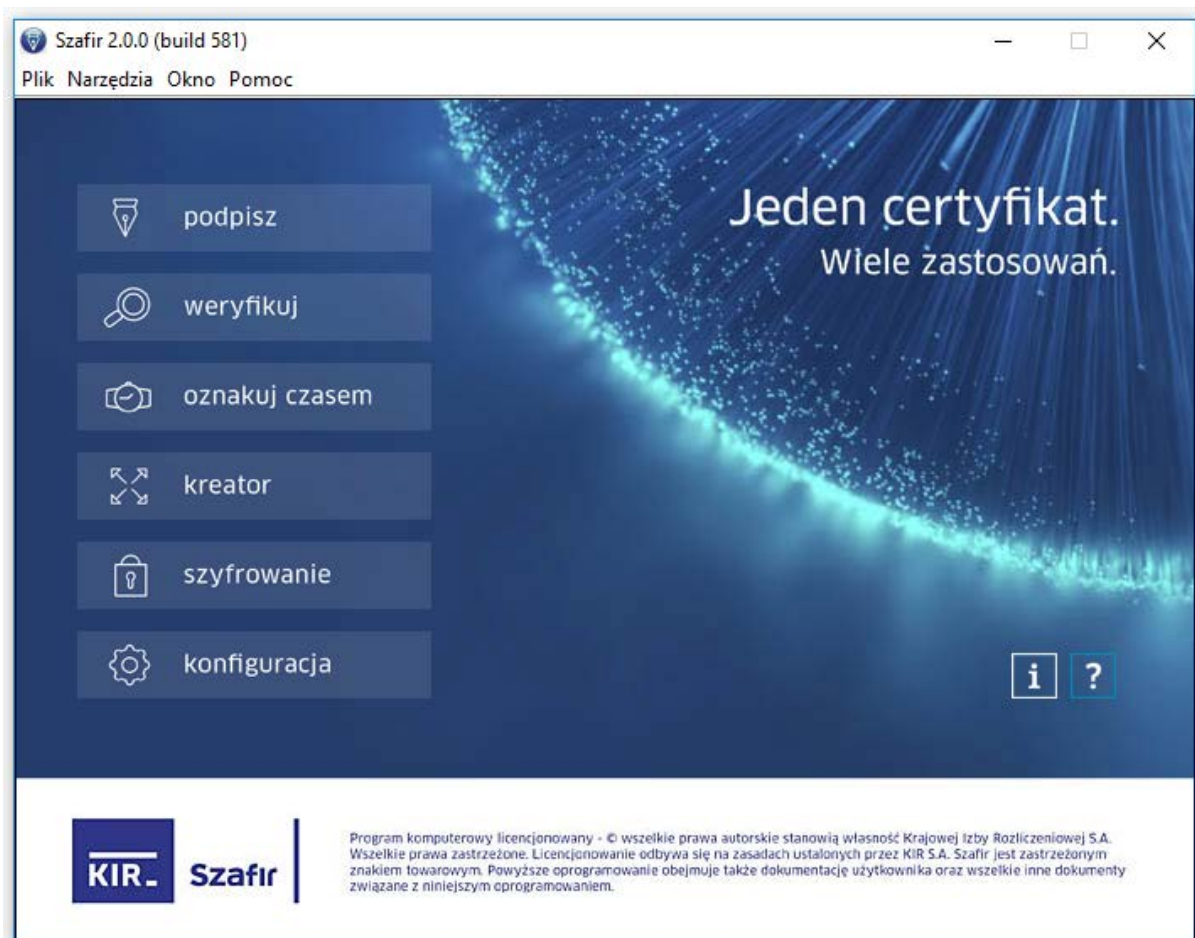 Szafir 2.0.0 (build 581)
Plik Narzędzia Okno Pomoc
Jeden certyfikat.
Wiele zastosowań.
podpisz
weryfikuj
oznakuj czasem
kreator
szyfrowanie
konfiguracja
i ?
KIR Szafir
Program komputerowy licencjonowany - © wszelkie prawa autorskie stanowią własność Krajowej Izby Rozliczeniowej S.A.
Wszelkie prawa zastrzeżone. Licencjonowanie odbywa się na zasadach ustalonych przez KIR S.A. Szafir jest zastrzeżonym
znakiem towarowym. Powyższe oprogramowanie obejmuje także dokumentację użytkownika oraz wszelkie inne dokumenty
związane z niniejszym oprogramowaniem.